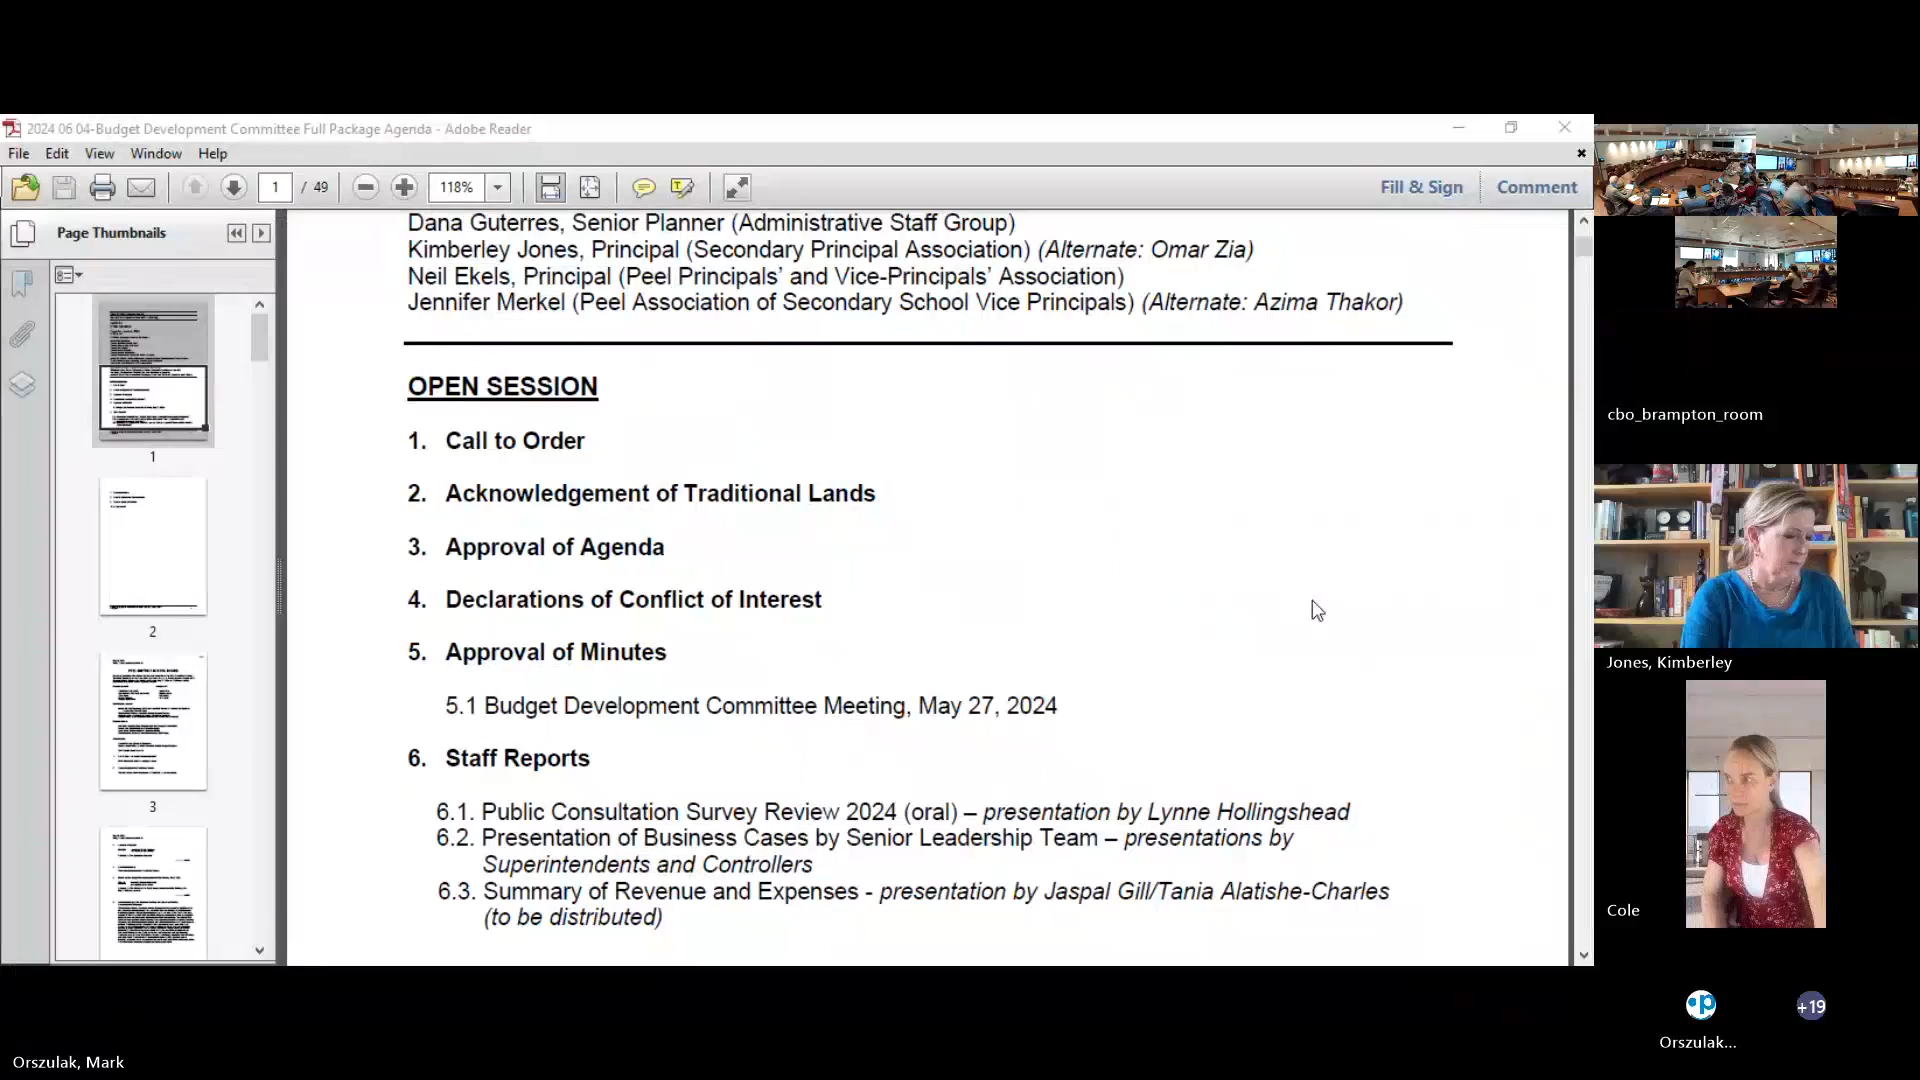 2024 06 04-Budget Development Committee Full Package Agenda - Adobe Reader
File Edit View Window Help
1 / 49 118% Fill & Sign Comment
Page Thumbnails
1
2
3
Dana Guterres, Senior Planner (Administrative Staff Group)
Kimberley Jones, Principal (Secondary Principal Association) (Alternate: Omar Zia)
Neil Ekels, Principal (Peel Principals' and Vice-Principals' Association)
Jennifer Merkel (Peel Association of Secondary School Vice Principals) (Alternate: Azima Thakor)
OPEN SESSION
1. Call to Order
2. Acknowledgement of Traditional Lands
3. Approval of Agenda
4. Declarations of Conflict of Interest
5. Approval of Minutes
5.1 Budget Development Committee Meeting, May 27, 2024
6. Staff Reports
6.1. Public Consultation Survey Review 2024 (oral) – presentation by Lynne Hollingshead
6.2. Presentation of Business Cases by Senior Leadership Team – presentations by
Superintendents and Controllers
6.3. Summary of Revenue and Expenses - presentation by Jaspal Gill/Tania Alatishe-Charles
(to be distributed)
cbo_brampton_room
Jones, Kimberley
Cole
p
+19
Orszulak...
Orszulak, Mark